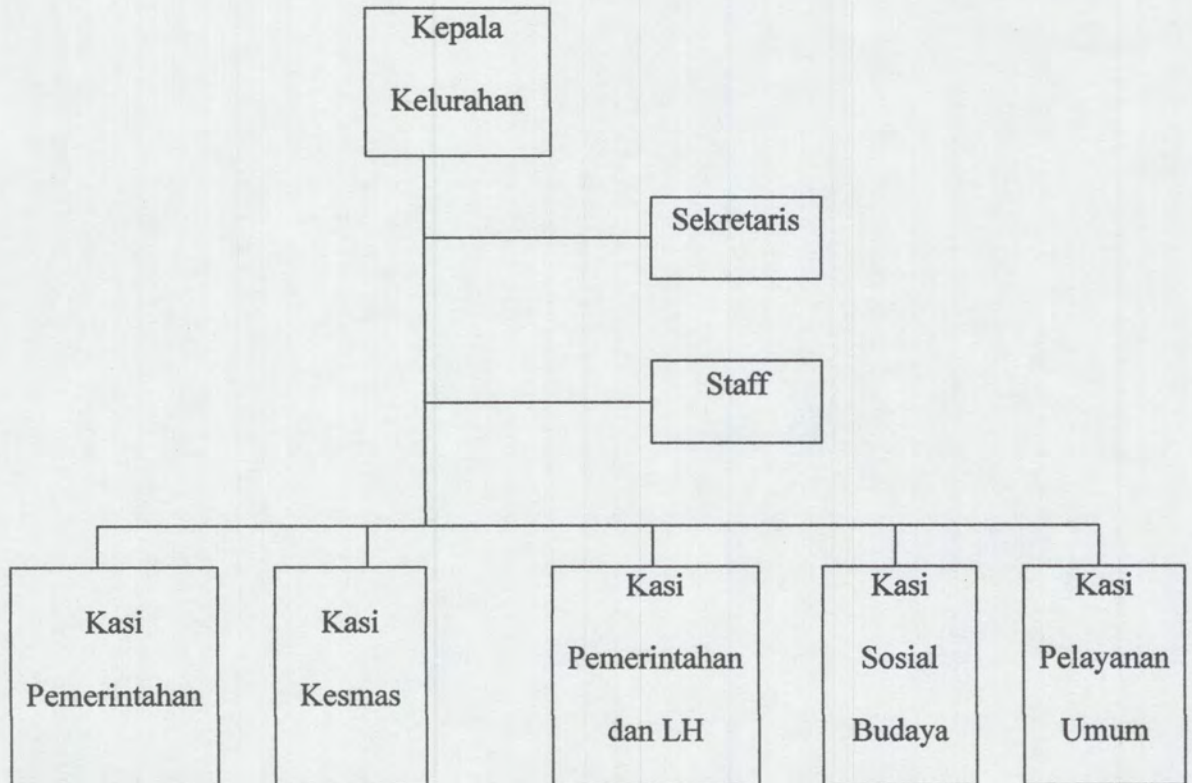 Kepala
Kelurahan
Sekretaris
Staff
Kasi
Pemerintahan
Kasi
Kesmas
Kasi
Pemerintahan
dan LH
Kasi
Sosial
Budaya
Kasi
Pelayanan
Umum